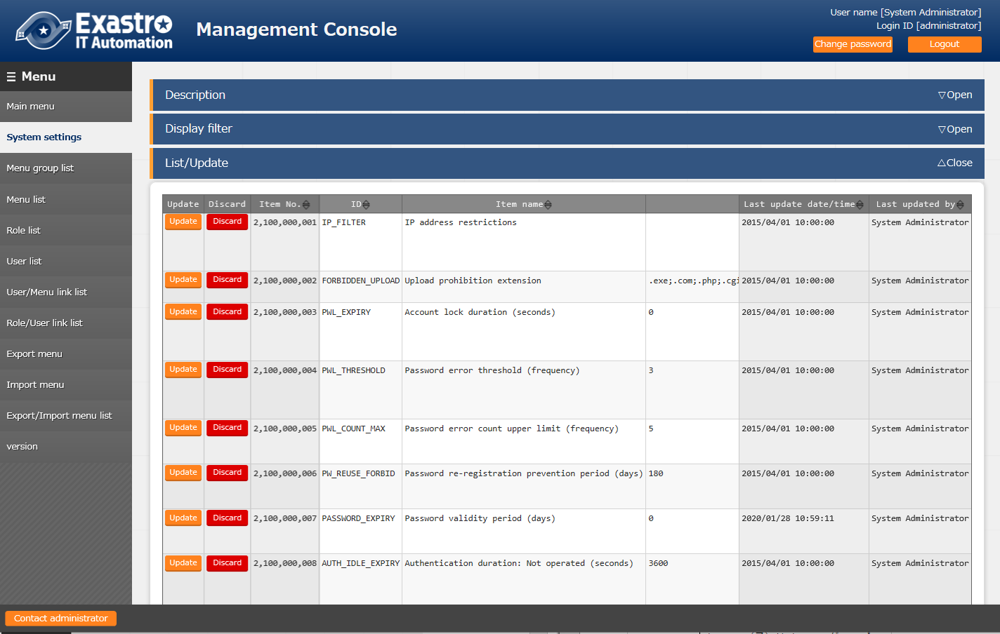 Exastro
IT Automation
Management Console
User name [System Administrator]
Login ID [administrator]
Change password
Logout
Menu
Main menu
System settings
Menu group list
Menu list
Role list
User list
User/Menu link list
Role/User link list
Export menu
Import menu
Export/Import menu list
version
Description ▽Open
Display filter ▽Open
List/Update △Close
Update Discard Item No. ID Item name Last update date/time Last updated by
Update Discard 2,100,000,001 IP_FILTER IP address restrictions 2015/04/01 10:00:00 System Administrator
Update Discard 2,100,000,002 FORBIDDEN_UPLOAD Upload prohibition extension .exe;.com;.php;.cgi 2015/04/01 10:00:00 System Administrator
Update Discard 2,100,000,003 PWL_EXPIRY Account lock duration (seconds) 0 2015/04/01 10:00:00 System Administrator
Update Discard 2,100,000,004 PWL_THRESHOLD Password error threshold (frequency) 3 2015/04/01 10:00:00 System Administrator
Update Discard 2,100,000,005 PWL_COUNT_MAX Password error count upper limit (frequency) 5 2015/04/01 10:00:00 System Administrator
Update Discard 2,100,000,006 PW_REUSE_FORBID Password re-registration prevention period (days) 180 2015/04/01 10:00:00 System Administrator
Update Discard 2,100,000,007 PASSWORD_EXPIRY Password validity period (days) 0 2020/01/28 10:59:11 System Administrator
Update Discard 2,100,000,008 AUTH_IDLE_EXPIRY Authentication duration: Not operated (seconds) 3600 2015/04/01 10:00:00 System Administrator
Contact administrator